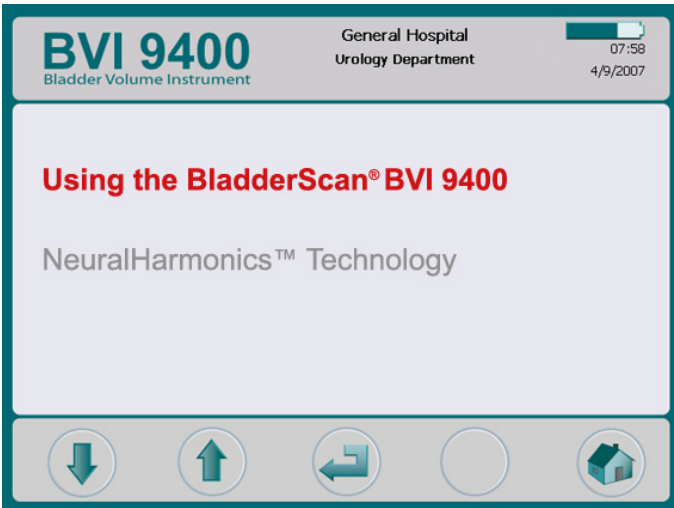 BVI 9400
Bladder Volume Instrument
General Hospital
Urology Department
07:58
4/9/2007
Using the BladderScan® BVI 9400
NeuralHarmonics™ Technology